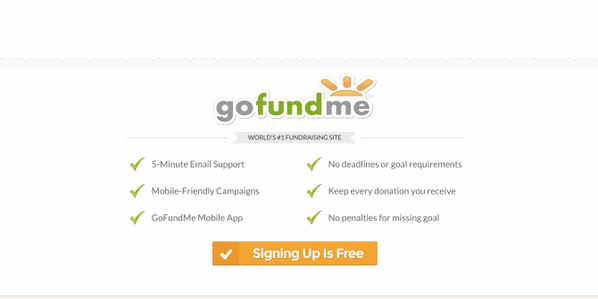 gofundme
WORLD'S #1 FUNDRAISING SITE
5-Minute Email Support
No deadlines or goal requirements
Mobile-Friendly Campaigns
Keep every donation you receive
GoFundMe Mobile App
No penalties for missing goal
Signing Up Is Free